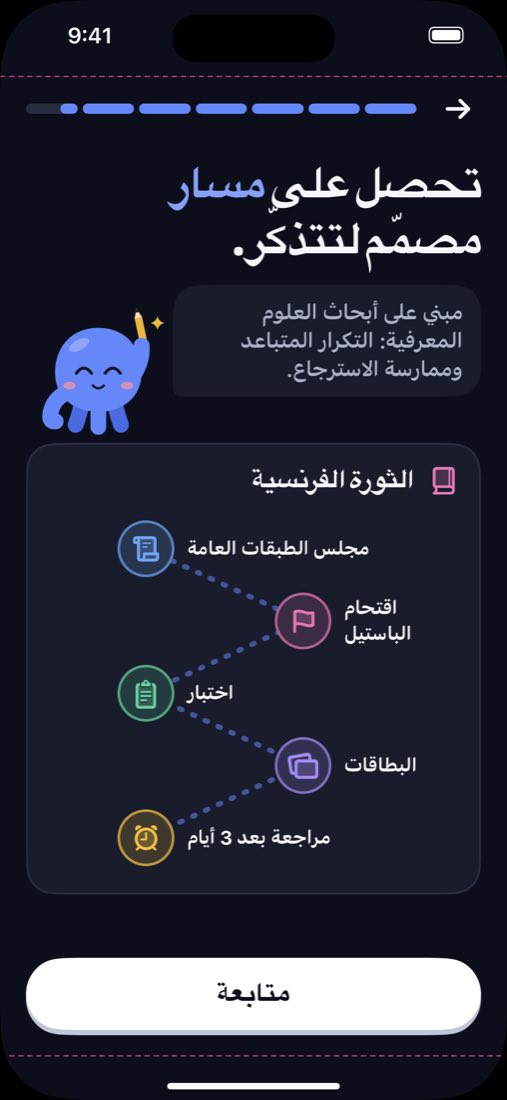 9:41
تحصل على مسار
مصمّم لتتذكّر.
مبني على أبحاث العلوم
المعرفية: التكرار المتباعد
وممارسة الاسترجاع.
الثورة الفرنسية
مجلس الطبقات العامة
اقتحام
الباستيل
اختبار
البطاقات
مراجعة بعد 3 أيام
متابعة